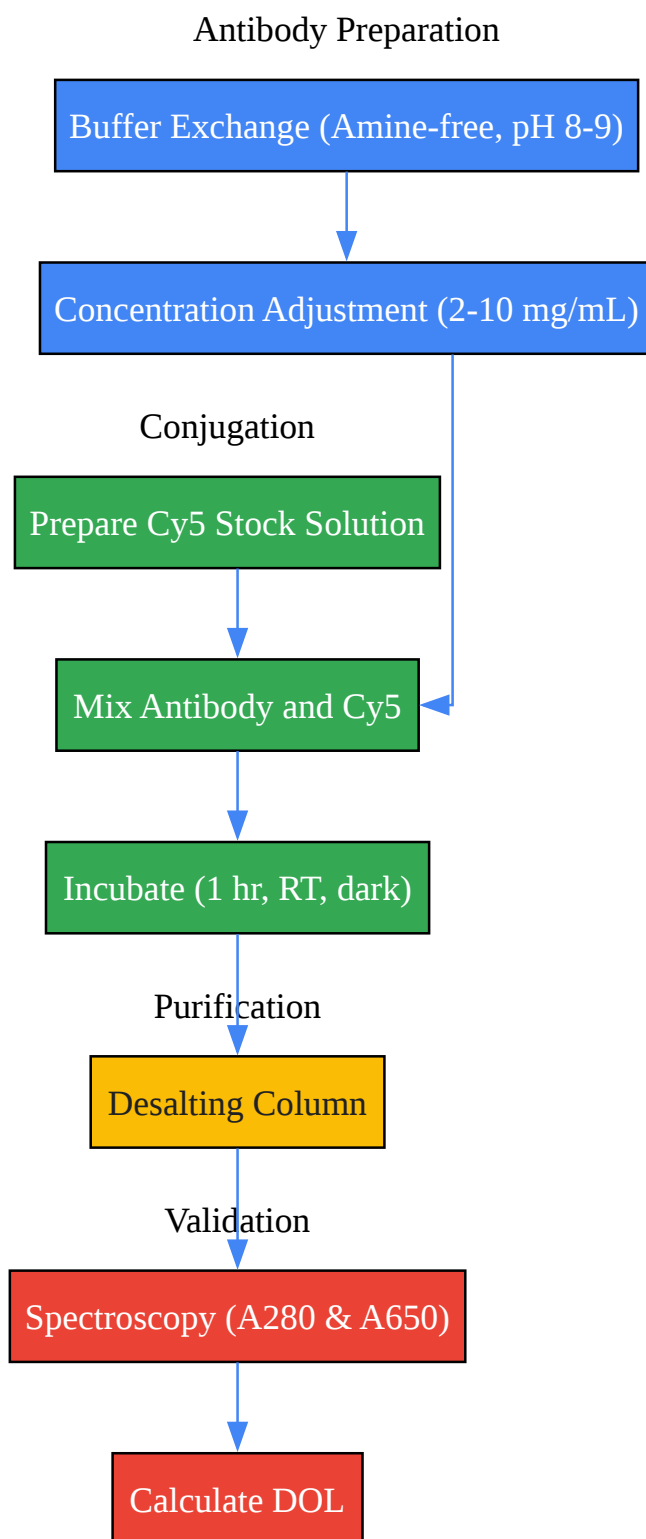 Antibody Preparation
Buffer Exchange (Amine-free, pH 8-9)
Concentration Adjustment (2-10 mg/mL)
Conjugation
Prepare Cy5 Stock Solution
Mix Antibody and Cy5
Incubate (1 hr, RT, dark)
Purification
Desalting Column
Validation
Spectroscopy (A280 & A650)
Calculate DOL